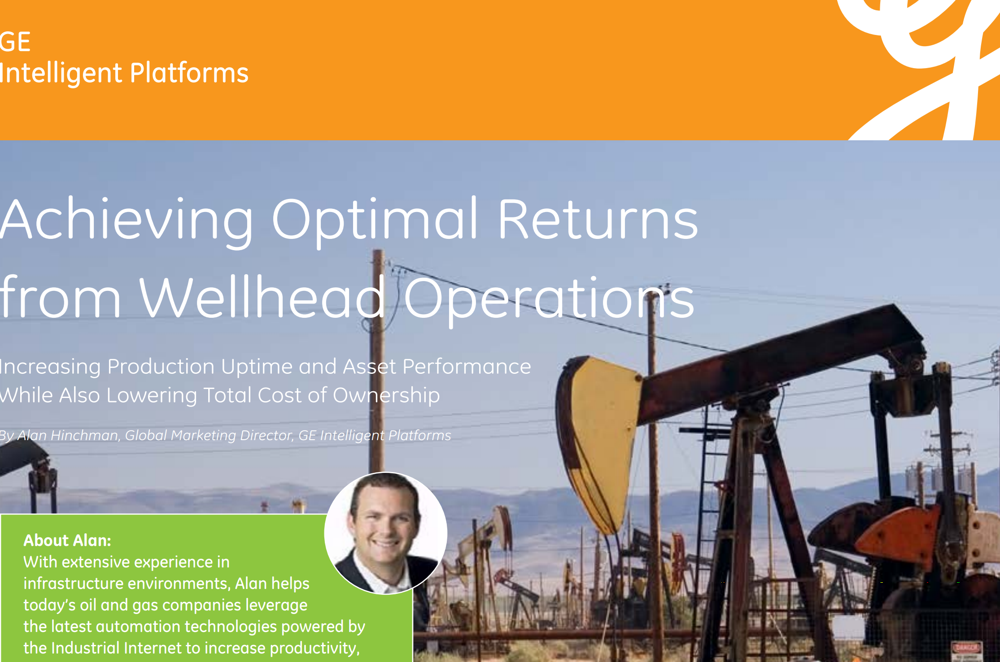 GE
Intelligent Platforms
Achieving Optimal Returns
from Wellhead Operations
Increasing Production Uptime and Asset Performance
While Also Lowering Total Cost of Ownership
By Alan Hinchman, Global Marketing Director, GE Intelligent Platforms
About Alan:
With extensive experience in
infrastructure environments, Alan helps
today's oil and gas companies leverage
the latest automation technologies powered by
the Industrial Internet to increase productivity,
DANGER